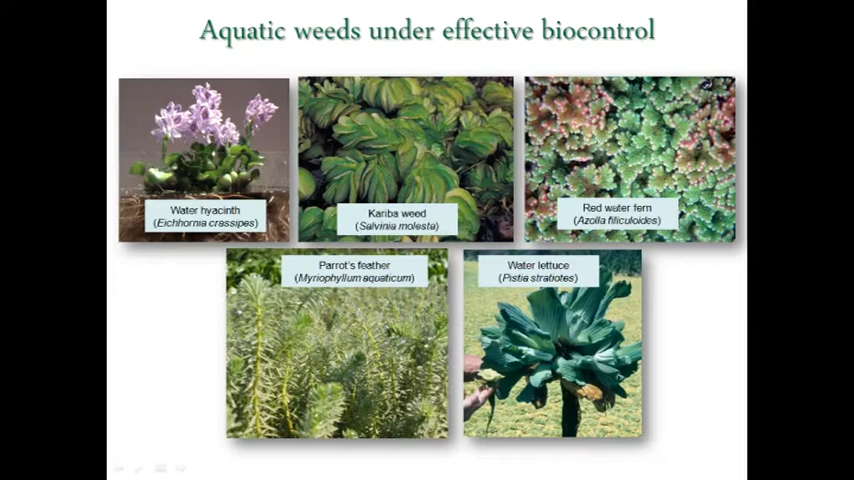 Aquatic weeds under effective biocontrol
Water hyacinth
(Eichhornia crassipes)
Kariba weed
(Salvinia molesta)
Red water fern
(Azolla filiculoides)
Parrot's feather
(Myriophyllum aquaticum)
Water lettuce
(Pistia stratiotes)